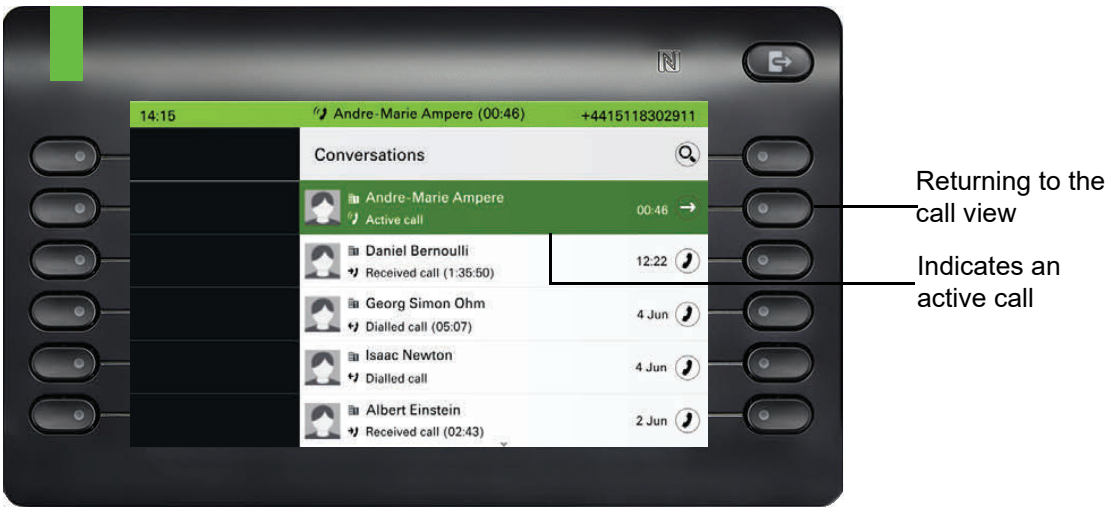 14:15 Andre-Marie Ampere (00:46) +4415118302911
Conversations
Andre-Marie Ampere
Active call
00:46
Daniel Bernoulli
Received call (1:35:50)
12:22
Georg Simon Ohm
Dialled call (05:07)
4 Jun
Isaac Newton
Dialled call
4 Jun
Albert Einstein
Received call (02:43)
2 Jun
Returning to the
call view
Indicates an
active call